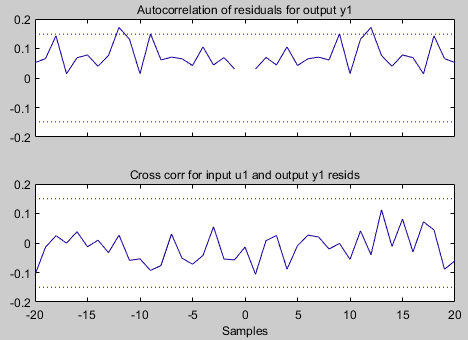 Autocorrelation of residuals for output y1
0.2
0.1
0
-0.1
-0.2
Cross corr for input u1 and output y1 resids
0.2
0.1
0
-0.1
-0.2
-20 -15 -10 -5 0 5 10 15 20
Samples